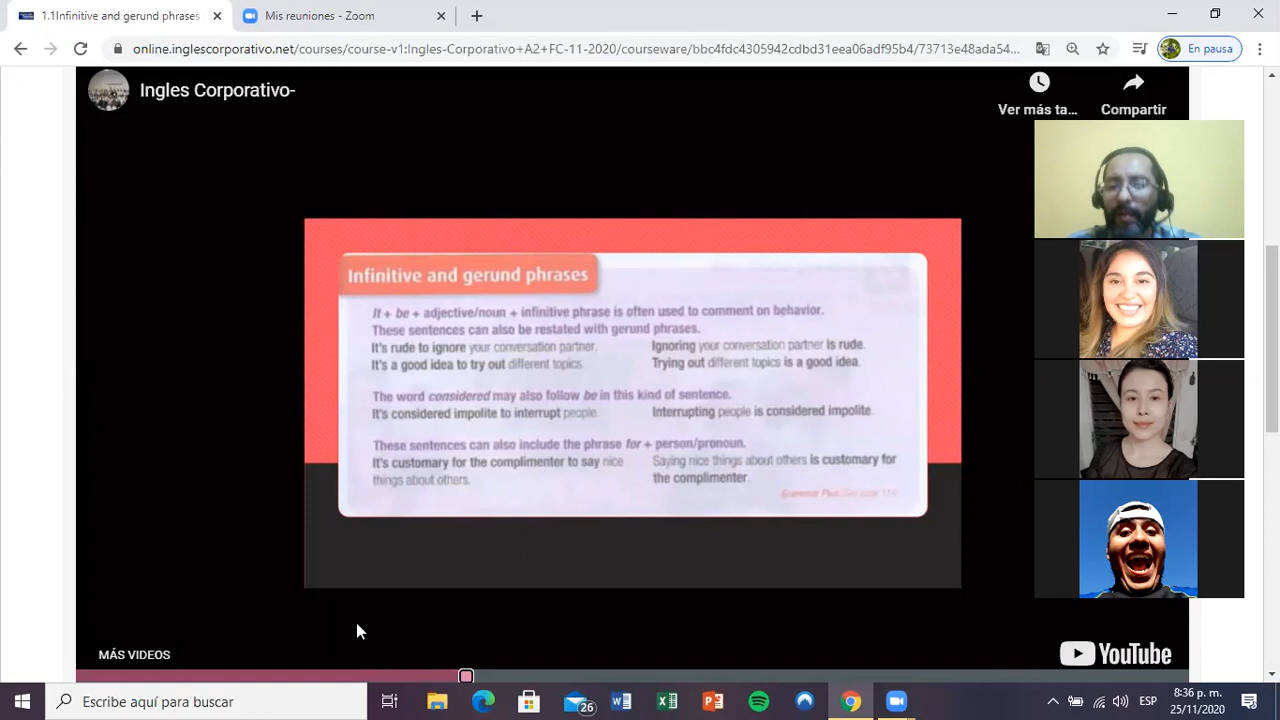 1.1Infinitive and gerund phrases
Mis reuniones - Zoom
online.inglescorporativo.net/courses/course-v1:Ingles-Corporativo+A2+FC-11-2020/courseware/bbc4fdc4305942cdbd31eea06adf95b4/73713e48ada54...
En pausa
Ingles Corporativo-
Ver más ta...
Compartir
Infinitive and gerund phrases
It + be + adjective/noun + infinitive phrase is often used to comment on behavior.
These sentences can also be restated with gerund phrases.
It's rude to ignore your conversation partner. Ignoring your conversation partner is rude.
It's a good idea to try out different topics. Trying out different topics is a good idea.
The word considered may also follow be in this kind of sentence.
It's considered impolite to interrupt people. Interrupting people is considered impolite.
These sentences can also include the phrase for + person/pronoun.
It's customary for the complimenter to say nice Saying nice things about others is customary for
things about others. the complimenter.
Grammar Plus: See page
MÁS VIDEOS
YouTube
Escribe aquí para buscar
26
ESP
8:36 p. m.
25/11/2020